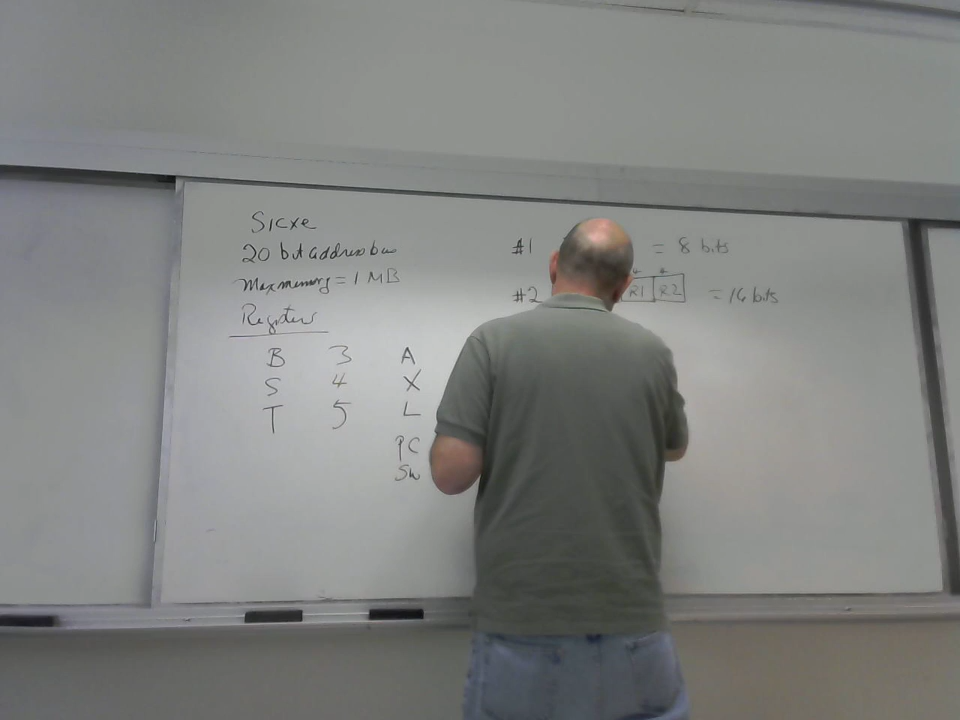 Sicxe
20 bit address bus
Max memory = 1 MB
Registers
B 3 A
S 4 X
T 5 L
PC
Sw
#1 = 8 bits
#2 R1 R2 = 16 bits